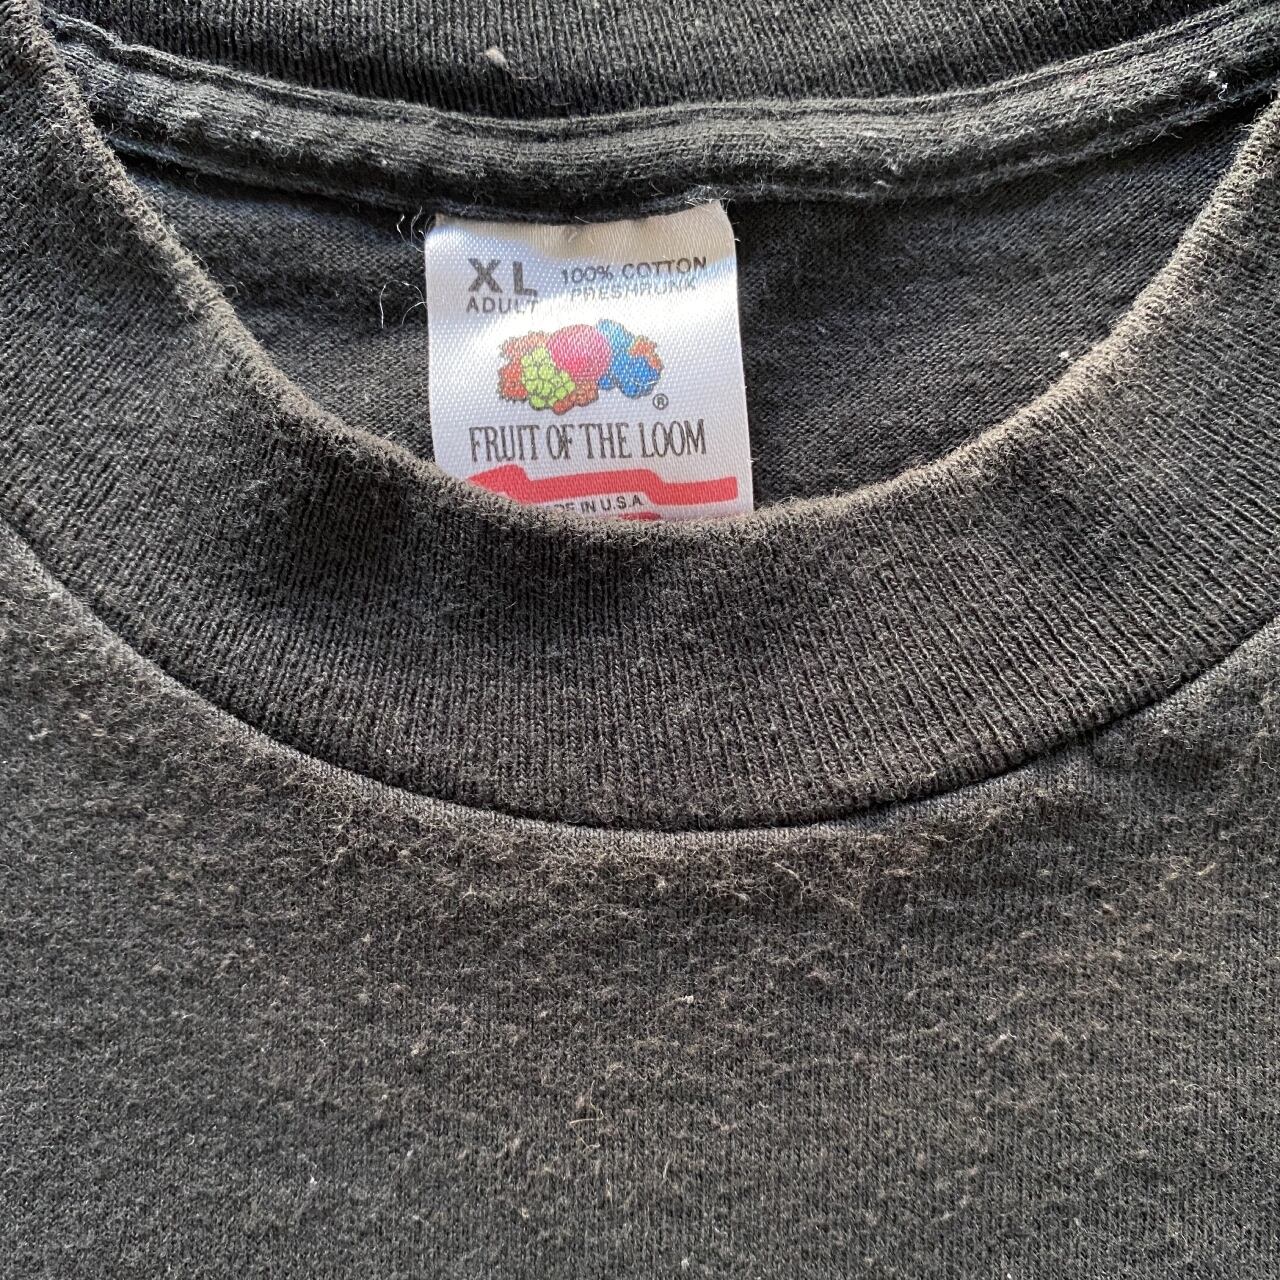 XL
ADULT
100% COTTON
PRESHRUNK
®
FRUIT OF THE LOOM
IN U.S.A